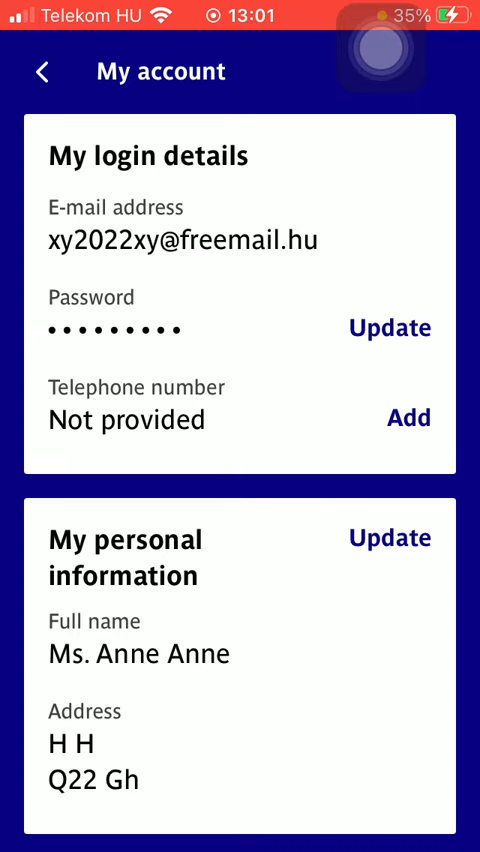 Telekom HU 13:01 35%
My account
My login details
E-mail address
xy2022xy@freemail.hu
Password
••••••••• Update
Telephone number
Not provided Add
My personal Update
information
Full name
Ms. Anne Anne
Address
H H
Q22 Gh